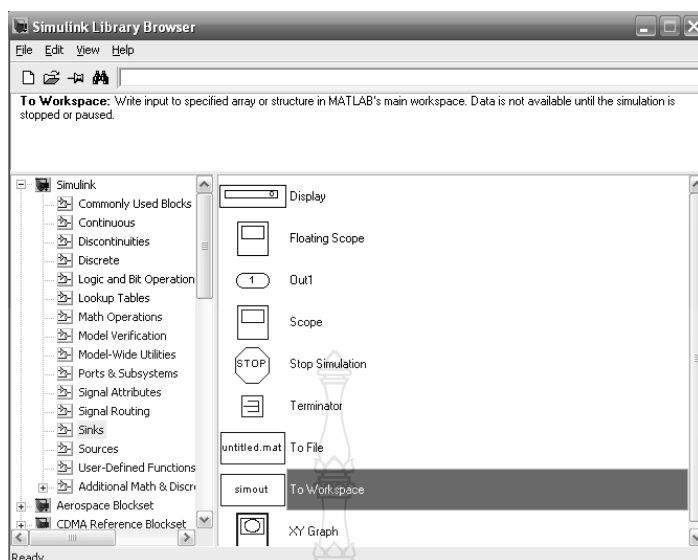 Simulink Library Browser
File Edit View Help
To Workspace: Write input to specified array or structure in MATLAB's main workspace. Data is not available until the simulation is
stopped or paused.
Simulink
Commonly Used Blocks
Continuous
Discontinuities
Discrete
Logic and Bit Operation
Lookup Tables
Math Operations
Model Verification
Model-Wide Utilities
Ports & Subsystems
Signal Attributes
Signal Routing
Sinks
Sources
User-Defined Functions
Additional Math & Discr
Aerospace Blockset
CDMA Reference Blockset
Display
Floating Scope
1 Out1
Scope
STOP Stop Simulation
Terminator
untitled.mat To File
simout To Workspace
XY Graph
Ready